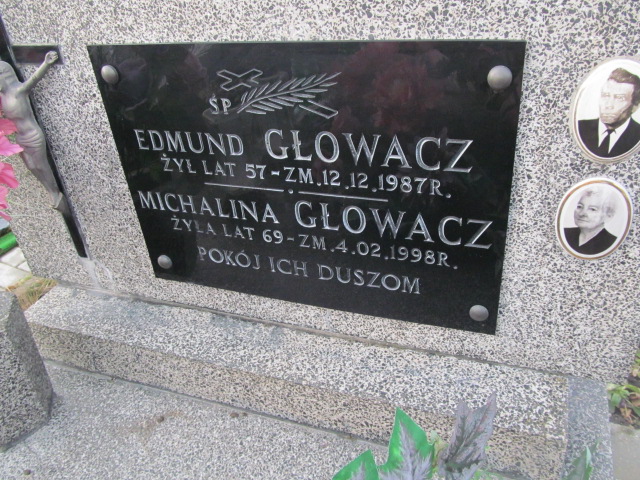 ŚP
EDMUND GŁOWACZ
ŻYŁ LAT 57-ZM.12.12.1987R.
MICHALINA GŁOWACZ
ŻYŁA LAT 69-ZM.4.02.1998R.
POKÓJ ICH DUSZOM